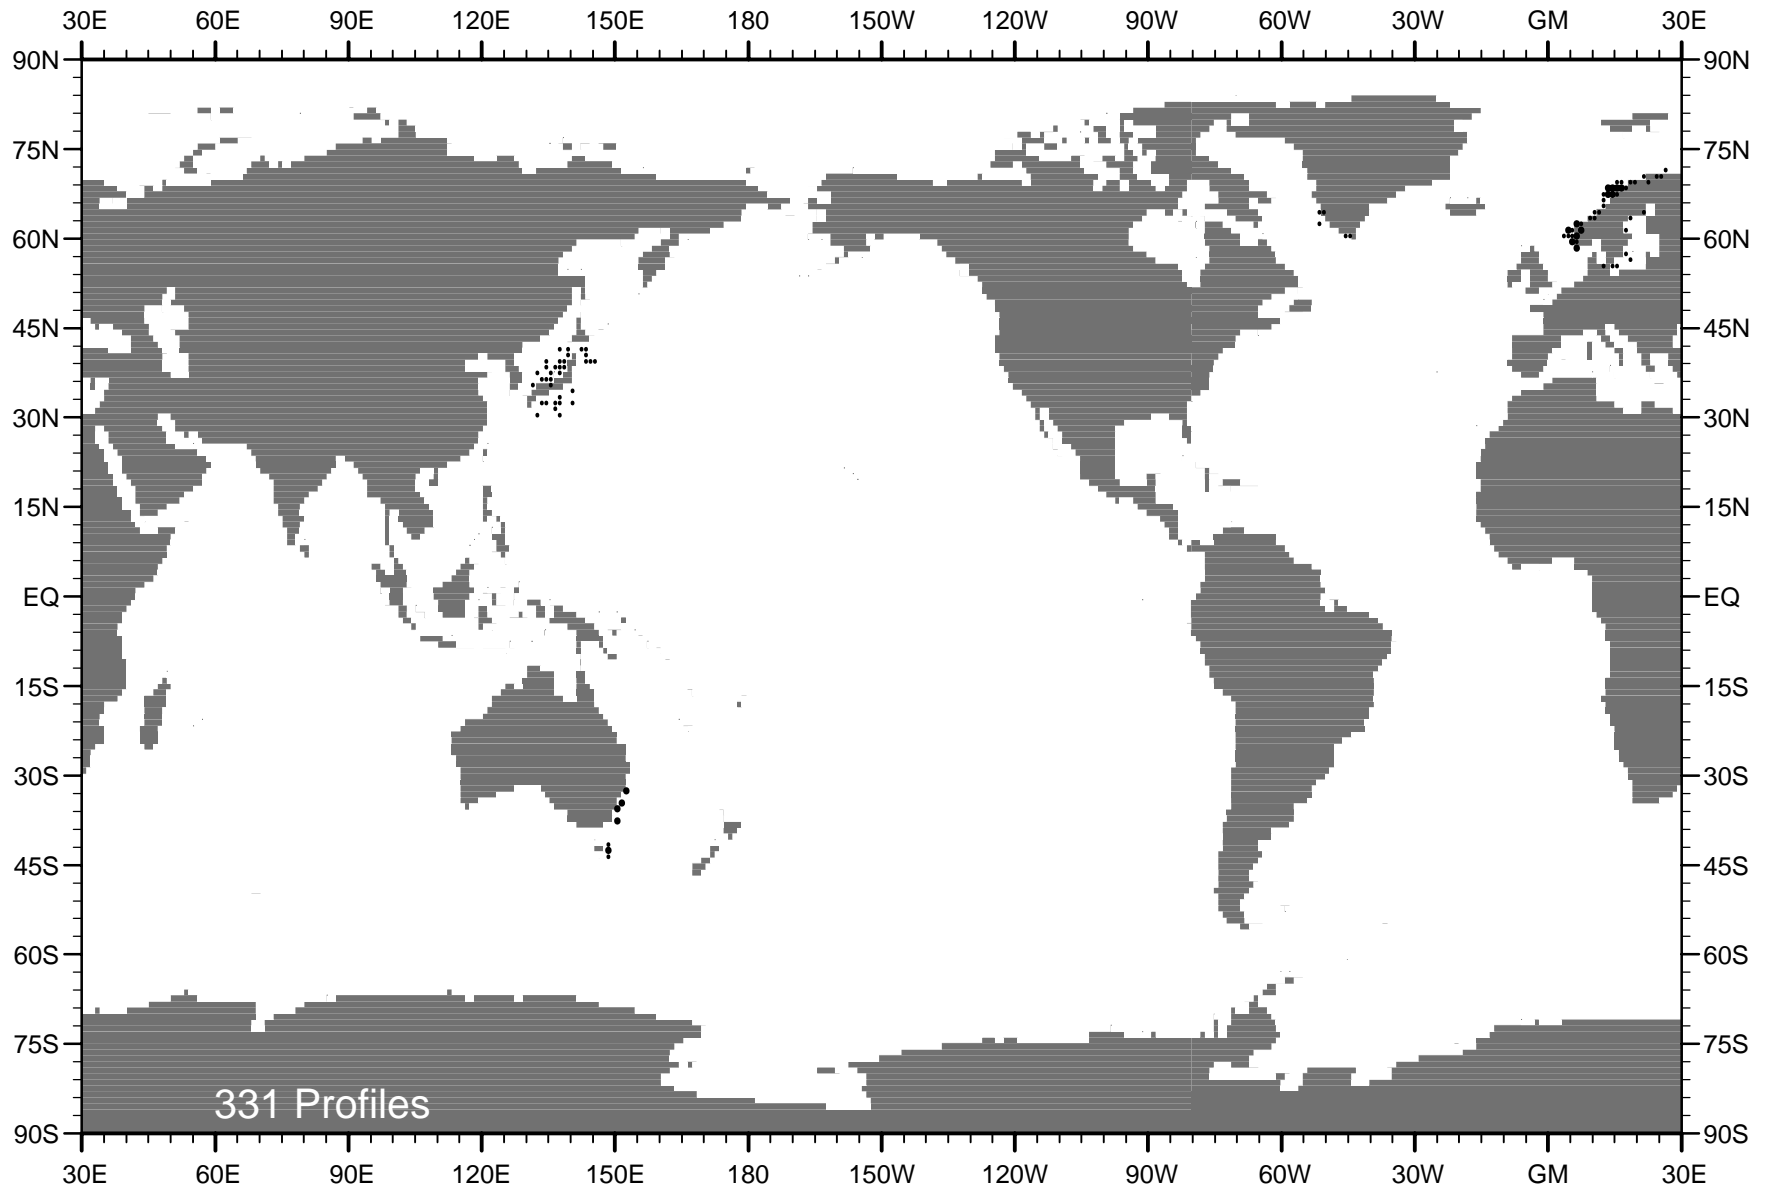 30E 60E 90E 120E 150E 180 150W 120W 90W 60W 30W GM 30E
90N 90N
75N 75N
60N 60N
45N 45N
30N 30N
15N 15N
EQ EQ
15S 15S
30S 30S
45S 45S
60S 60S
75S 75S
331 Profiles
90S 90S
30E 60E 90E 120E 150E 180 150W 120W 90W 60W 30W GM 30E